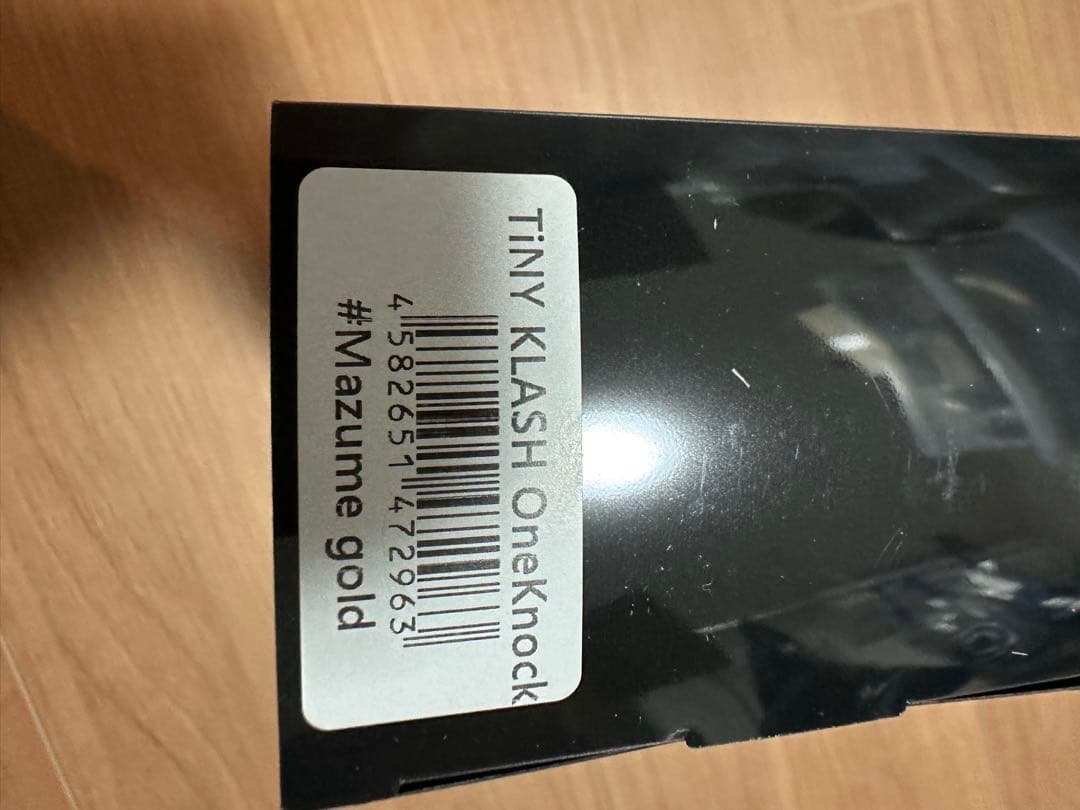 TiNY KLASH OneKnock
4 582651 472963
#Mazume gold